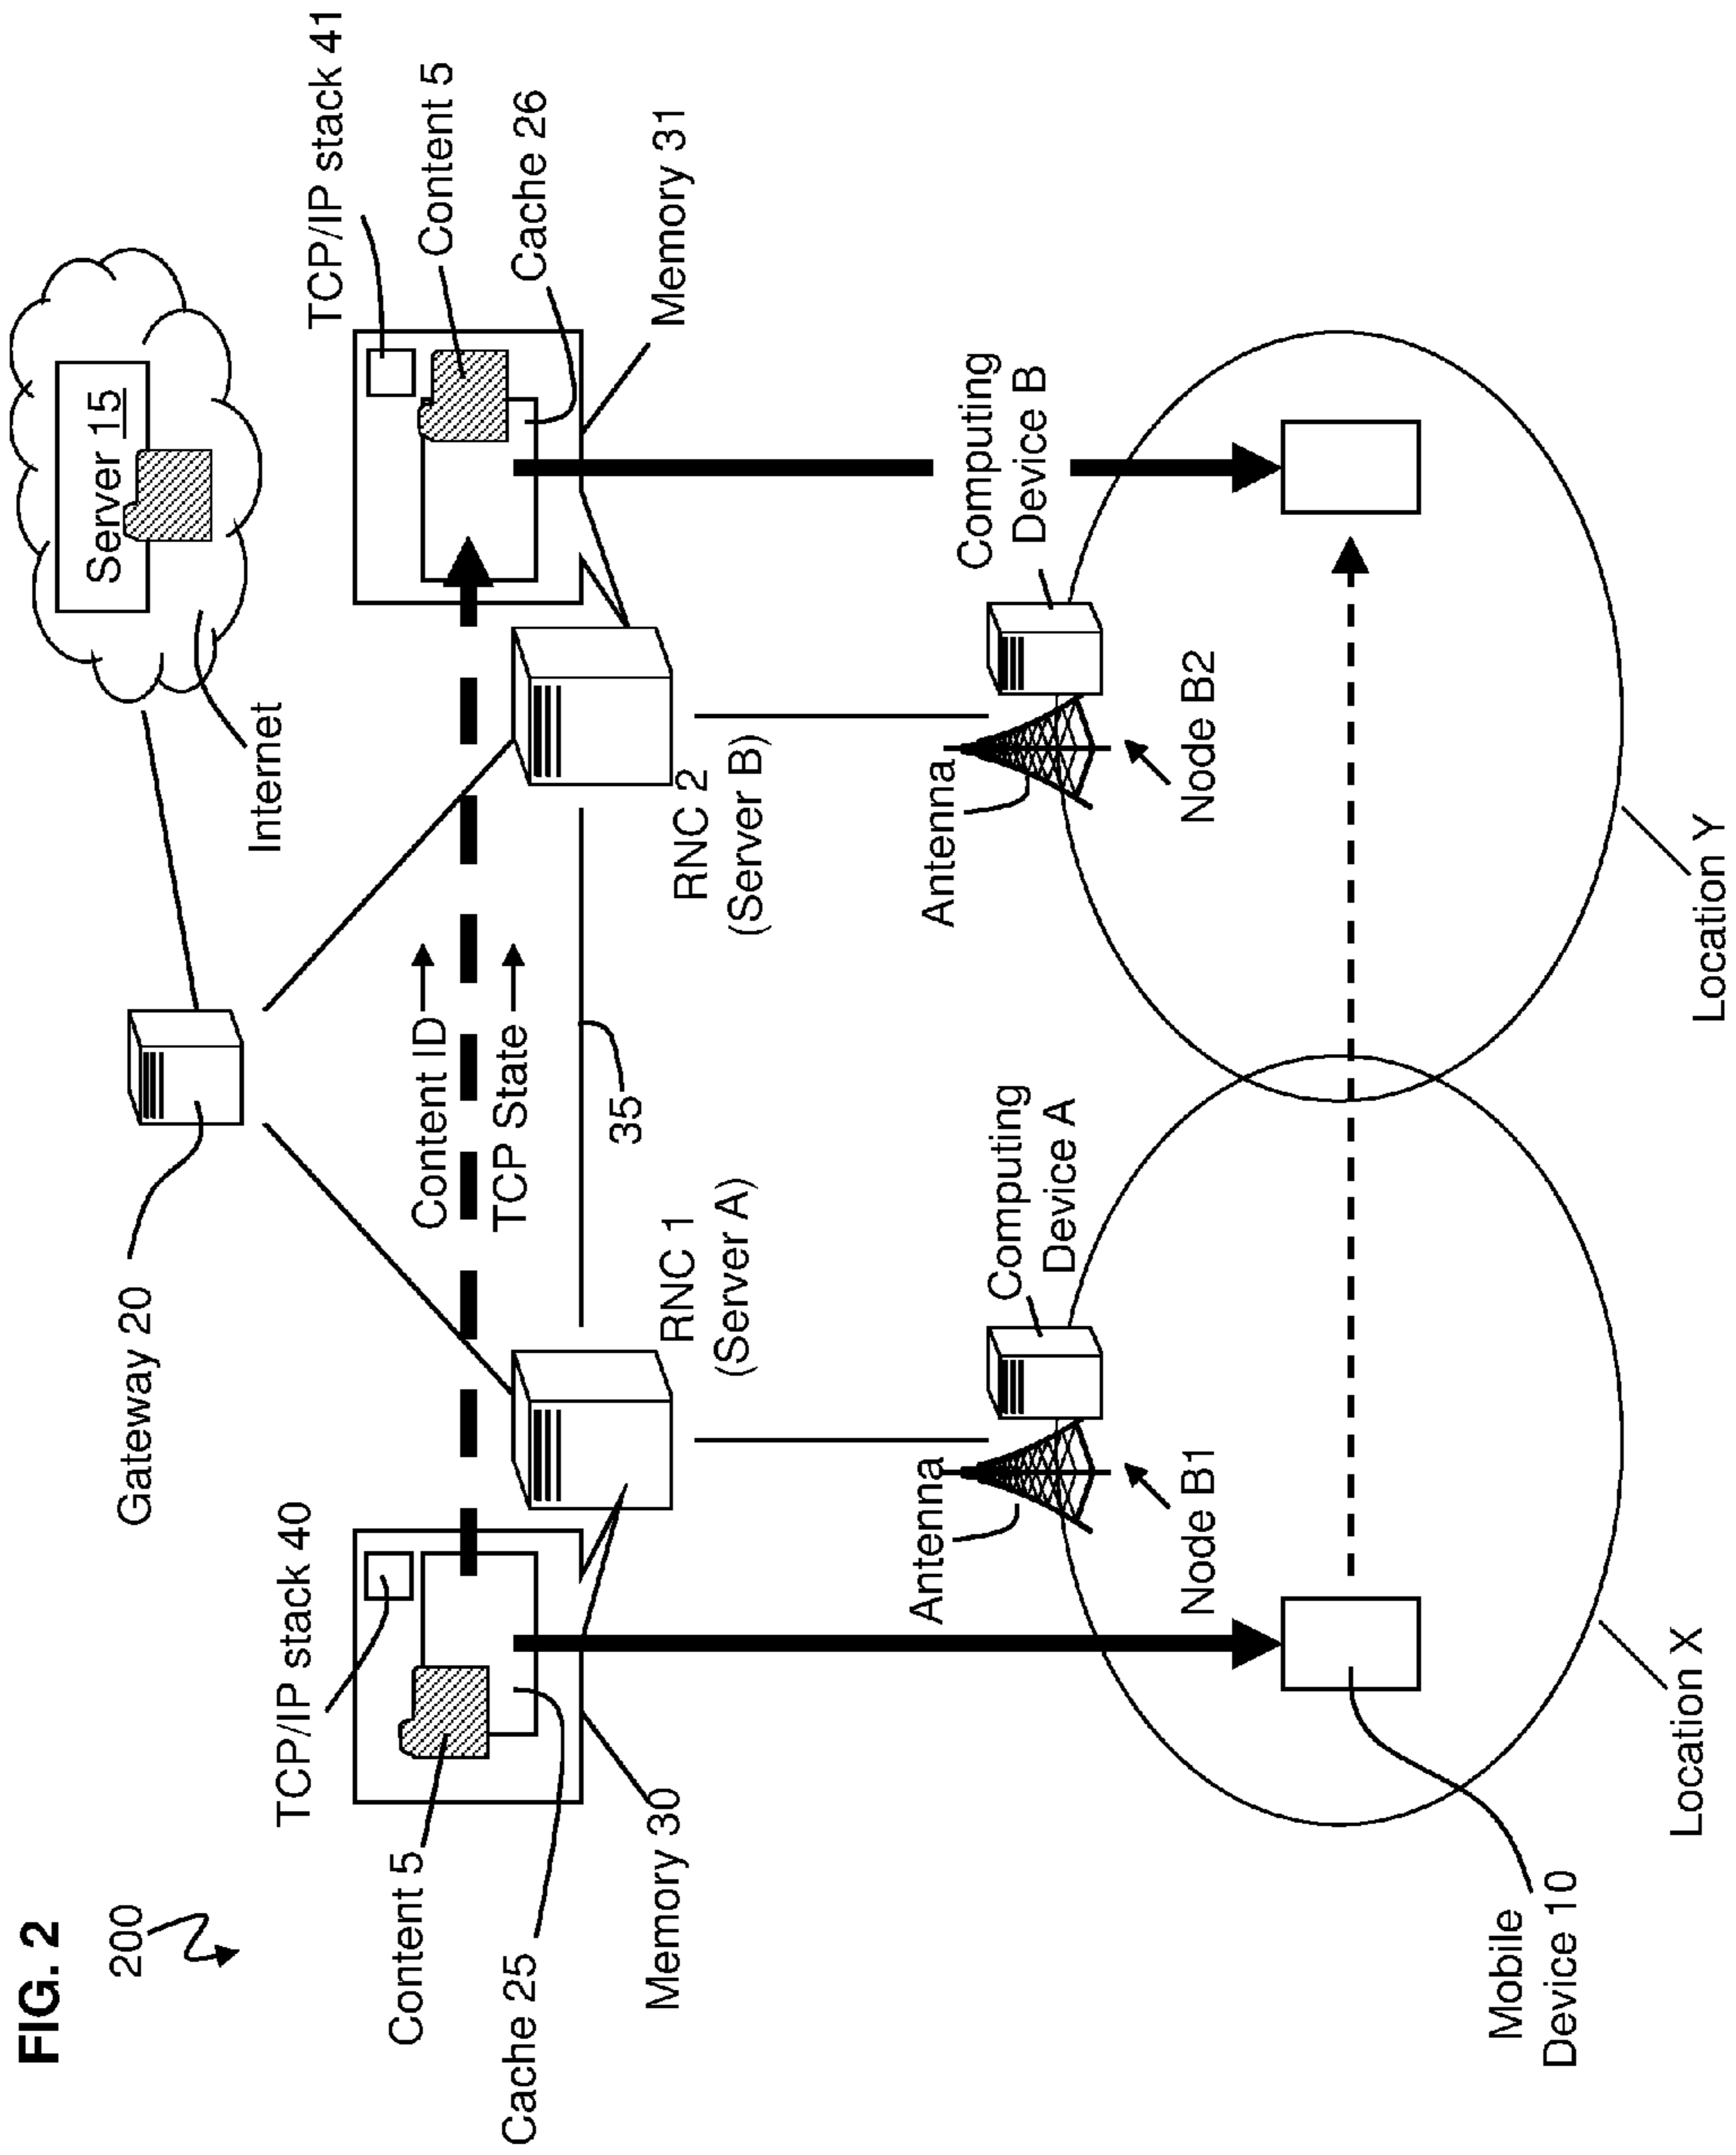 FIG. 2
200
Server 15
Internet
Gateway 20
TCP/IP stack 40
Content 5
Cache 25
Memory 30
TCP/IP stack 41
Content 5
Cache 26
Memory 31
Content ID
TCP State
35
RNC 1
(Server A)
RNC 2
(Server B)
Antenna
Computing
Device A
Node B1
Antenna
Computing
Device B
Node B2
Mobile
Device 10
Location X
Location Y